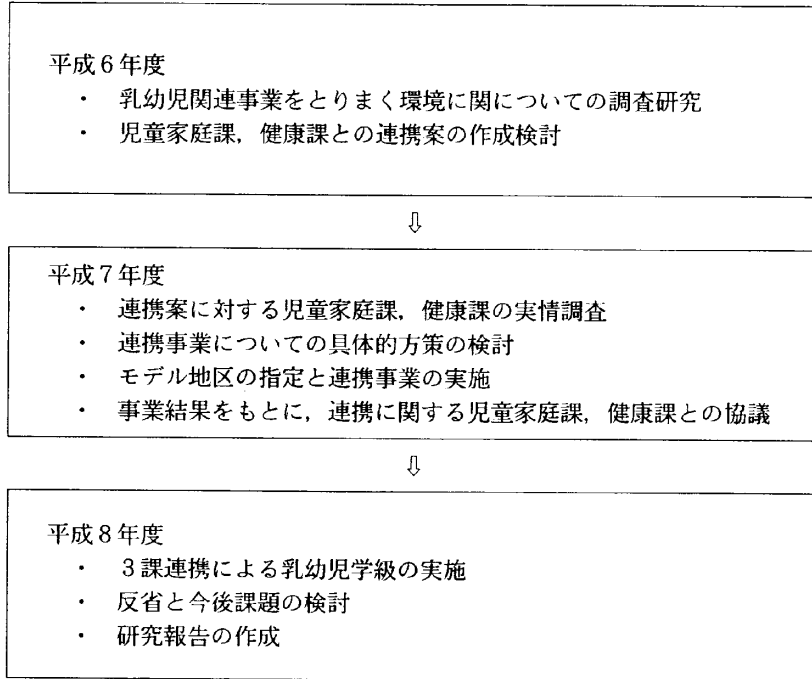 平成6年度
・ 乳幼児関連事業をとりまく環境に関についての調査研究
・ 児童家庭課，健康課との連携案の作成検討
⇩
平成7年度
・ 連携案に対する児童家庭課，健康課の実情調査
・ 連携事業についての具体的方策の検討
・ モデル地区の指定と連携事業の実施
・ 事業結果をもとに，連携に関する児童家庭課，健康課との協議
⇩
平成8年度
・ 3課連携による乳幼児学級の実施
・ 反省と今後課題の検討
・ 研究報告の作成